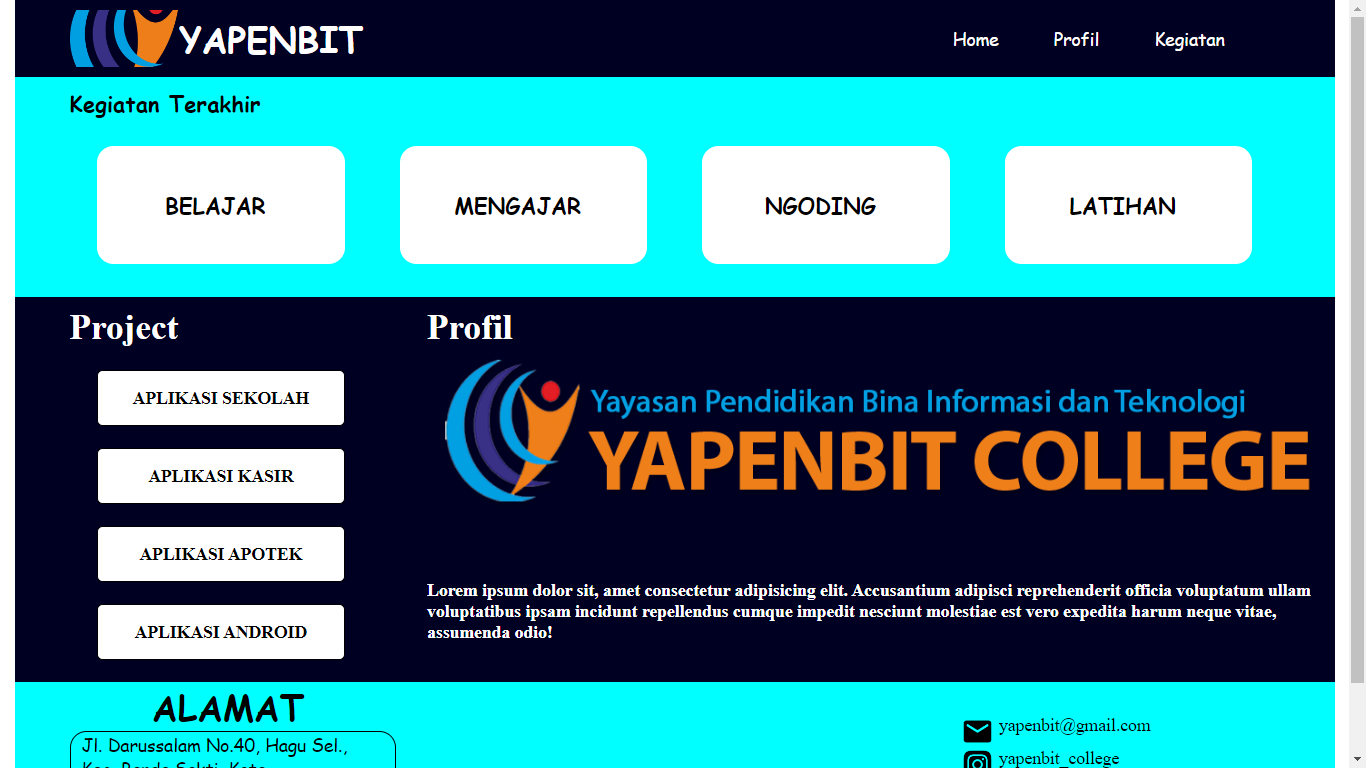 YAPENBIT
Home
Profil
Kegiatan
Kegiatan Terakhir
BELAJAR
MENGAJAR
NGODING
LATIHAN
Project
APLIKASI SEKOLAH
APLIKASI KASIR
APLIKASI APOTEK
APLIKASI ANDROID
Profil
Yayasan Pendidikan Bina Informasi dan Teknologi
YAPENBIT COLLEGE
Lorem ipsum dolor sit, amet consectetur adipisicing elit. Accusantium adipisci reprehenderit officia voluptatum ullam
voluptatibus ipsam incidunt repellendus cumque impedit nesciunt molestiae est vero expedita harum neque vitae,
assumenda odio!
ALAMAT
Jl. Darussalam No.40, Hagu Sel.,
yapenbit@gmail.com
yapenbit_college